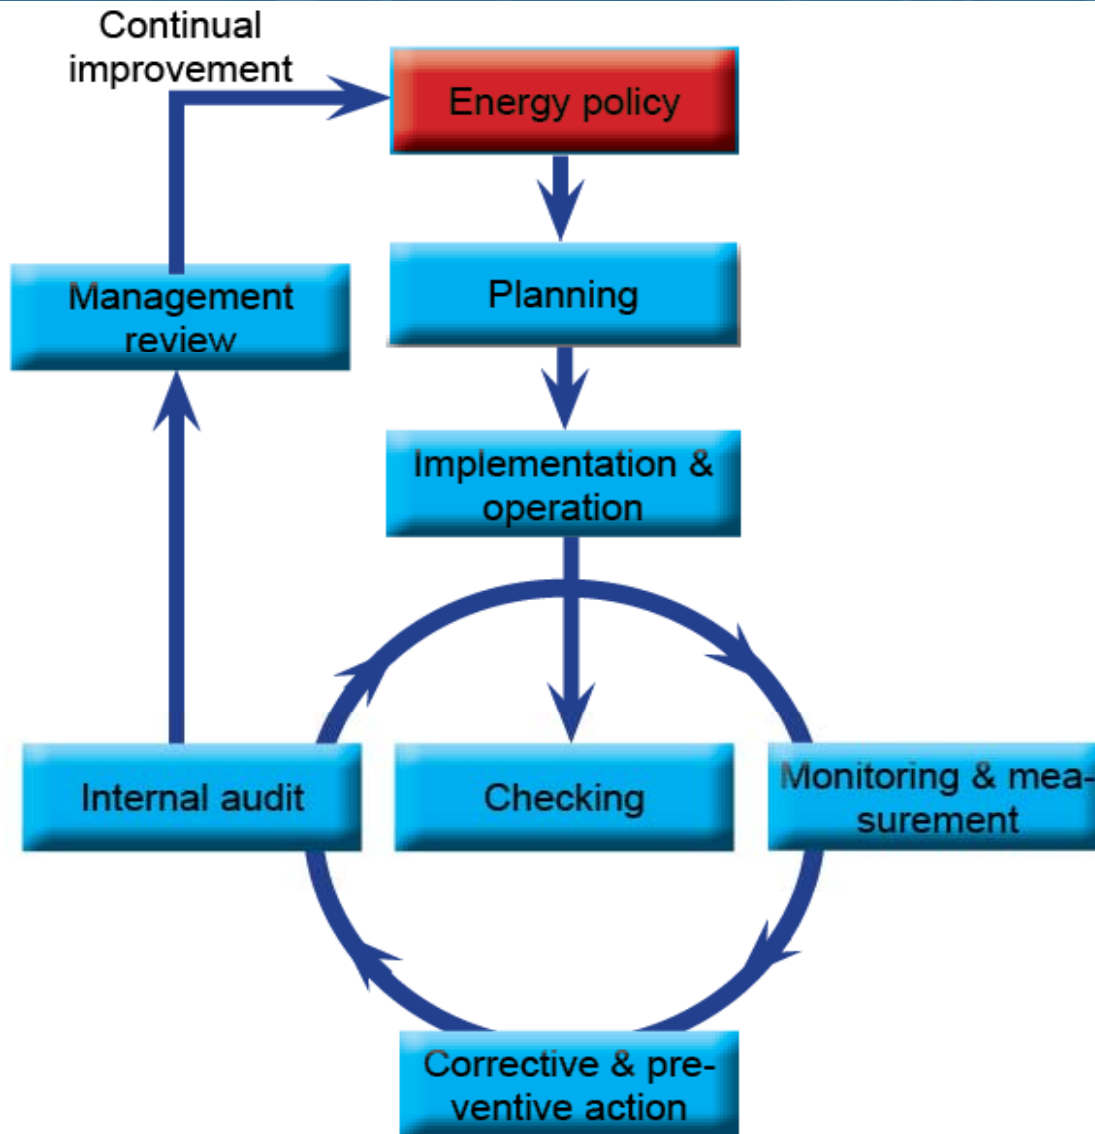 Continual
improvement
Energy policy
Management
review
Planning
Implementation &
operation
Internal audit
Checking
Monitoring & mea-
surement
Corrective & pre-
ventive action